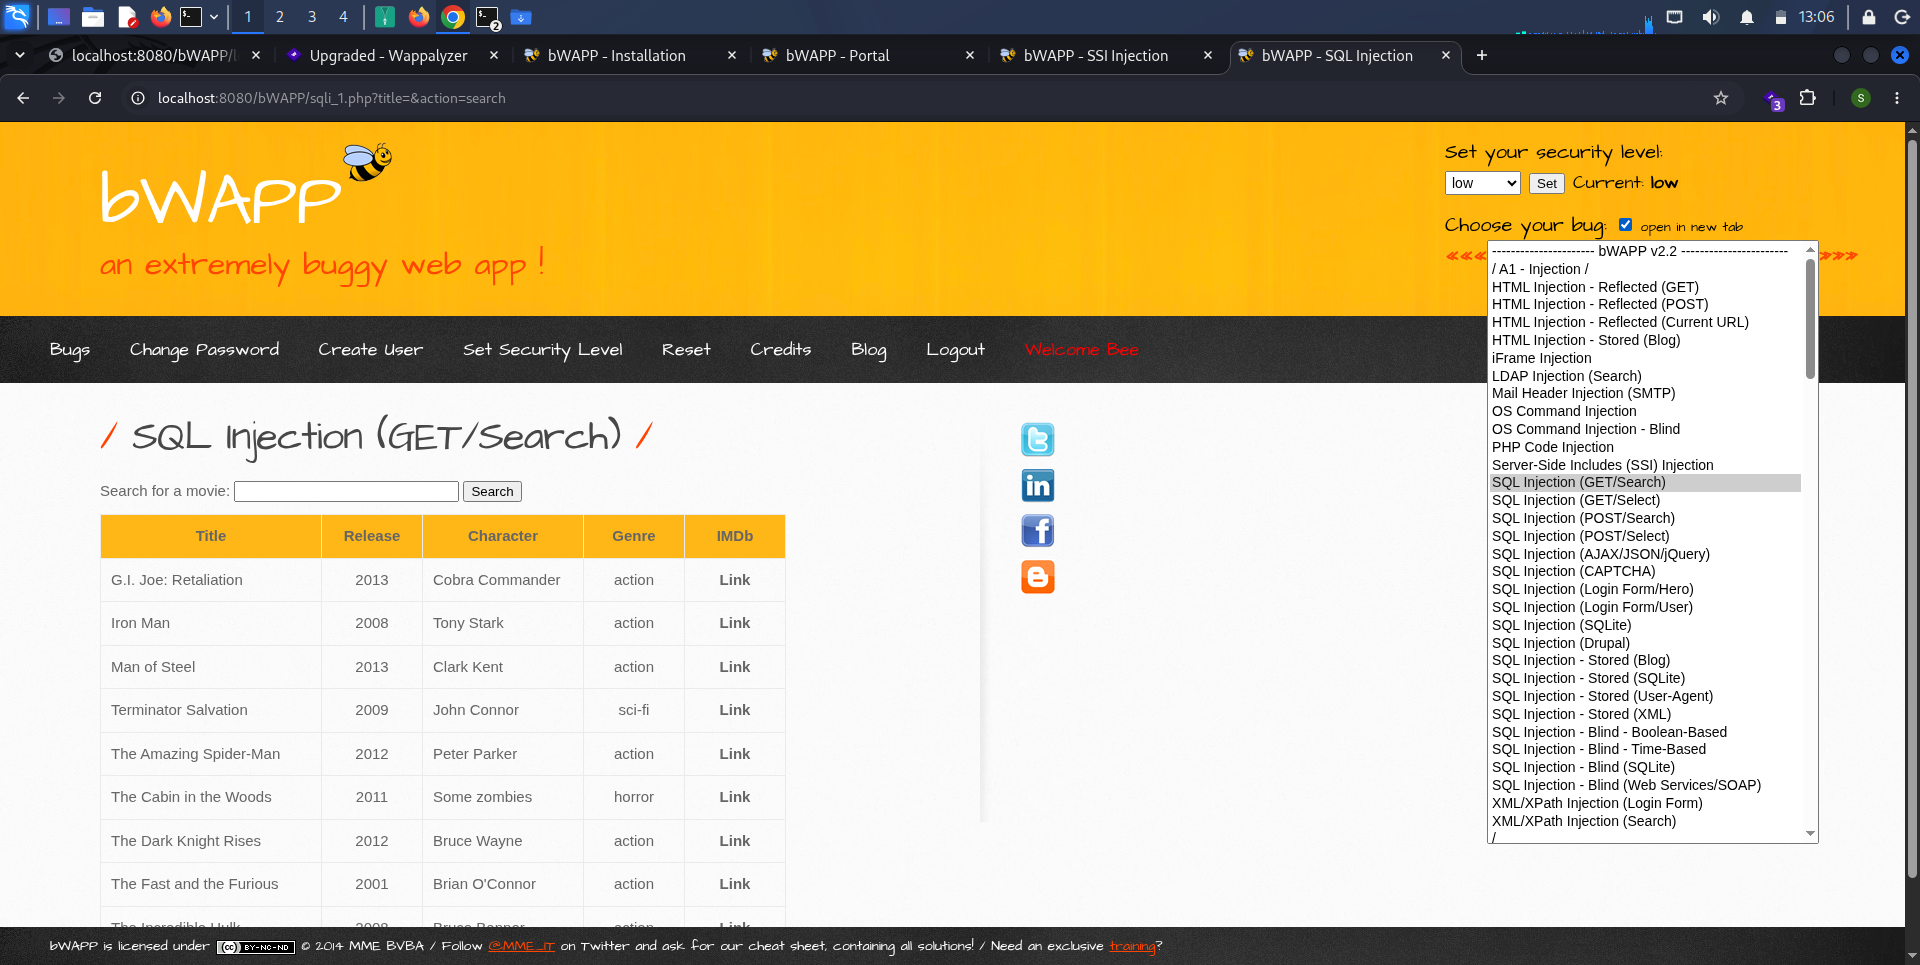 1 2 3 4 2 13:06
localhost:8080/bWAPP/l Upgraded - Wappalyzer bWAPP - Installation bWAPP - Portal bWAPP - SSI Injection bWAPP - SQL Injection
localhost:8080/bWAPP/sqli_1.php?title=&action=search 3 S
bWAPP
an extremely buggy web app !
Set your security level:
low Set Current: low
Choose your bug: open in new tab
----------------------- bWAPP v2.2 ------------------------
/ A1 - Injection /
HTML Injection - Reflected (GET)
HTML Injection - Reflected (POST)
HTML Injection - Reflected (Current URL)
HTML Injection - Stored (Blog)
iFrame Injection
LDAP Injection (Search)
Mail Header Injection (SMTP)
OS Command Injection
OS Command Injection - Blind
PHP Code Injection
Server-Side Includes (SSI) Injection
SQL Injection (GET/Search)
SQL Injection (GET/Select)
SQL Injection (POST/Search)
SQL Injection (POST/Select)
SQL Injection (AJAX/JSON/jQuery)
SQL Injection (CAPTCHA)
SQL Injection (Login Form/Hero)
SQL Injection (Login Form/User)
SQL Injection (SQLite)
SQL Injection (Drupal)
SQL Injection - Stored (Blog)
SQL Injection - Stored (SQLite)
SQL Injection - Stored (User-Agent)
SQL Injection - Stored (XML)
SQL Injection - Blind - Boolean-Based
SQL Injection - Blind - Time-Based
SQL Injection - Blind (SQLite)
SQL Injection - Blind (Web Services/SOAP)
XML/XPath Injection (Login Form)
XML/XPath Injection (Search)
/
Bugs Change Password Create User Set Security Level Reset Credits Blog Logout Welcome Bee
/ SQL Injection (GET/Search) /
Search for a movie: Search
Title Release Character Genre IMDb
G.I. Joe: Retaliation 2013 Cobra Commander action Link
Iron Man 2008 Tony Stark action Link
Man of Steel 2013 Clark Kent action Link
Terminator Salvation 2009 John Connor sci-fi Link
The Amazing Spider-Man 2012 Peter Parker action Link
The Cabin in the Woods 2011 Some zombies horror Link
The Dark Knight Rises 2012 Bruce Wayne action Link
The Fast and the Furious 2001 Brian O'Connor action Link
The Incredible Hulk 2008 Bruce Banner action Link
bWAPP is licensed under cc BY-NC-ND © 2014 MME BVBA / Follow @MME_IT on Twitter and ask for our cheat sheet, containing all solutions! / Need an exclusive training?